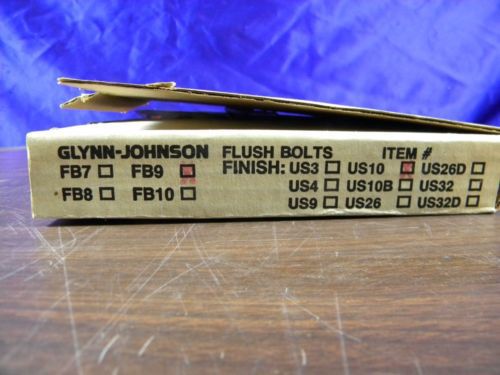 GLYNN-JOHNSON FLUSH BOLTS ITEM #
FB7 FB9 FINISH: US3 US10 US26D
FB8 FB10 US4 US10B US32
US9 US26 US32D